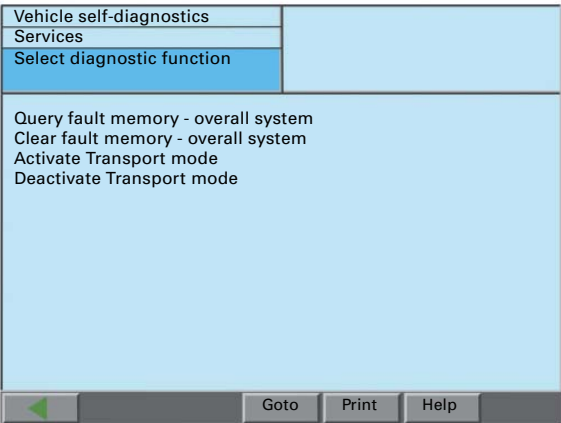 Vehicle self-diagnostics
Services
Select diagnostic function
Query fault memory - overall system
Clear fault memory - overall system
Activate Transport mode
Deactivate Transport mode
Goto Print Help